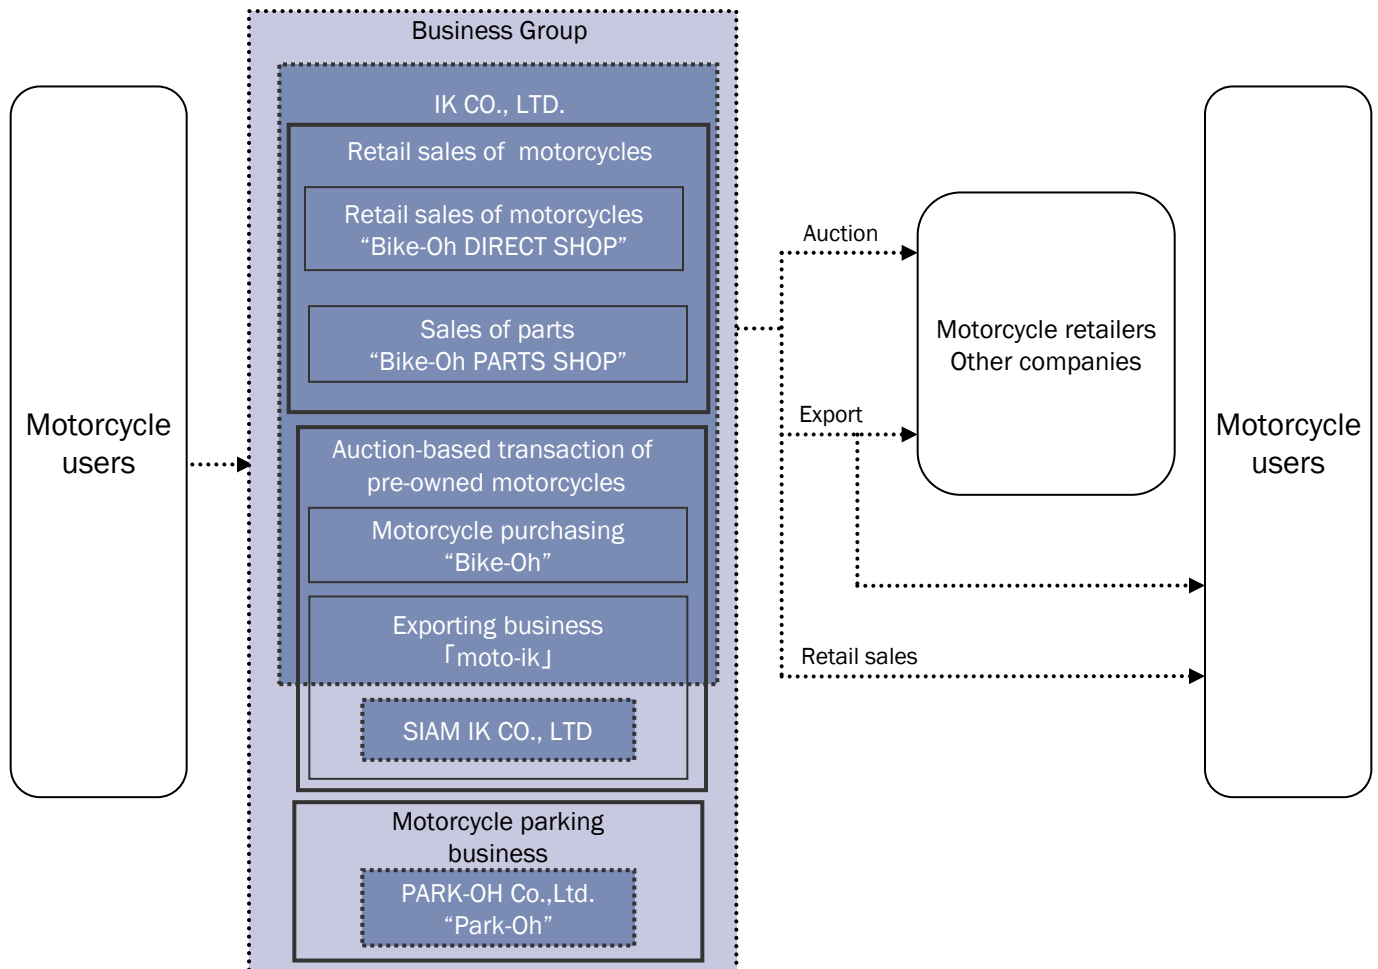 Business Group
IK CO., LTD.
Retail sales of motorcycles
Retail sales of motorcycles
“Bike-Oh DIRECT SHOP”
Sales of parts
“Bike-Oh PARTS SHOP”
Auction-based transaction of
pre-owned motorcycles
Motorcycle purchasing
“Bike-Oh”
Exporting business
「moto-ik」
SIAM IK CO., LTD
Motorcycle parking
business
PARK-OH Co.,Ltd.
“Park-Oh”
Motorcycle
users
Auction
Export
Retail sales
Motorcycle retailers
Other companies
Motorcycle
users